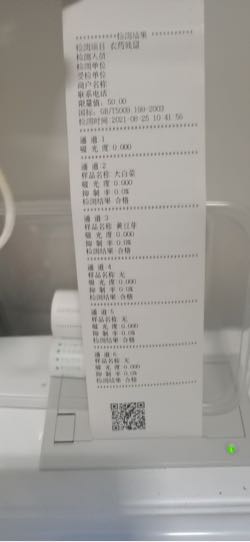 ***********检测结果***********
检测项目 农药残留
检测人员
检测单位
受检单位
商户名称
联系电话
限量值: 50.00
国标: GB/T5009.199-2003
检测时间 2021-08-25 10 41 56
******************************
通 道 1
吸 光 度 0.000
******************************
通 道 2
样品名称 大白菜
吸 光 度 0.000
抑 制 率 0.0%
检测结果 合格
******************************
通 道 3
样品名称 黄豆芽
吸 光 度 0.000
抑 制 率 0.0%
检测结果 合格
******************************
通 道 4
样品名称 无
吸 光 度 0.000
抑 制 率 0.0%
检测结果 合格
******************************
通 道 5
样品名称 无
吸 光 度 0.000
抑 制 率 0.0%
检测结果 合格
******************************
通 道 6
样品名称 无
吸 光 度 0.000
抑 制 率 0.0%
检测结果 合格
******************************